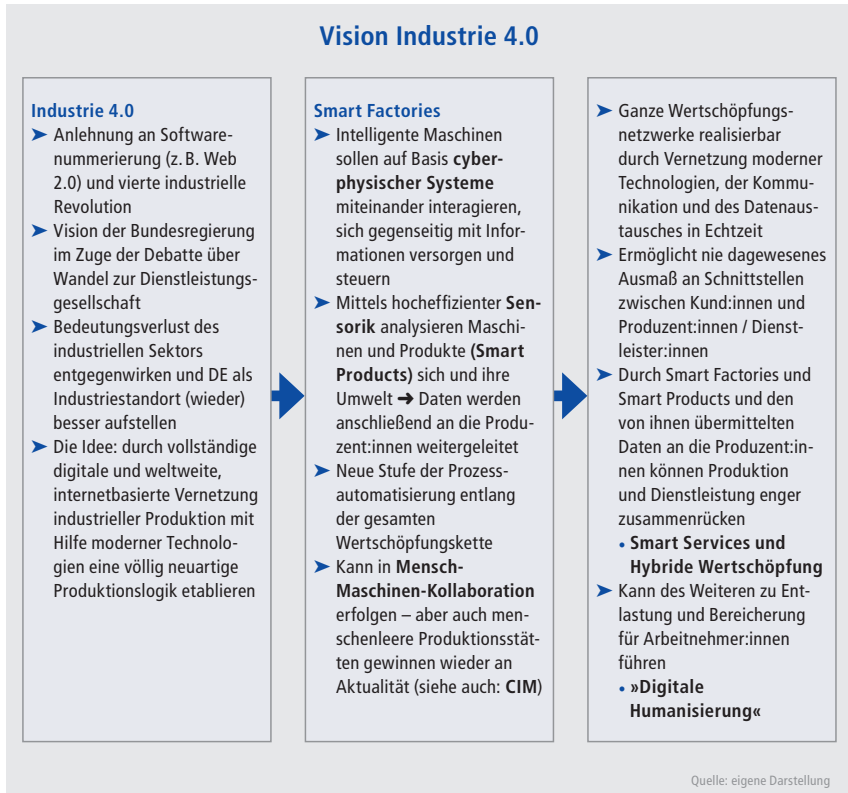 Vision Industrie 4.0
Industrie 4.0
➤ Anlehnung an Software-
nummerierung (z. B. Web
2.0) und vierte industrielle
Revolution
➤ Vision der Bundesregierung
im Zuge der Debatte über
Wandel zur Dienstleistungs-
gesellschaft
➤ Bedeutungsverlust des
industriellen Sektors
entgegenwirken und DE als
Industriestandort (wieder)
besser aufstellen
➤ Die Idee: durch vollständige
digitale und weltweite,
internetbasierte Vernetzung
industrieller Produktion mit
Hilfe moderner Technolo-
gien eine völlig neuartige
Produktionslogik etablieren
Smart Factories
➤ Intelligente Maschinen
sollen auf Basis cyber-
physischer Systeme
miteinander interagieren,
sich gegenseitig mit Infor-
mationen versorgen und
steuern
➤ Mittels hocheffizienter Sen-
sorik analysieren Maschi-
nen und Produkte (Smart
Products) sich und ihre
Umwelt ➜ Daten werden
anschließend an die Produ-
zent:innen weitergeleitet
➤ Neue Stufe der Prozess-
automatisierung entlang
der gesamten
Wertschöpfungskette
➤ Kann in Mensch-
Maschinen-Kollaboration
erfolgen – aber auch men-
schenleere Produktionsstät-
ten gewinnen wieder an
Aktualität (siehe auch: CIM)
➤ Ganze Wertschöpfungs-
netzwerke realisierbar
durch Vernetzung moderner
Technologien, der Kommu-
nikation und des Datenaus-
tausches in Echtzeit
➤ Ermöglicht nie dagewesenes
Ausmaß an Schnittstellen
zwischen Kund:innen und
Produzent:innen / Dienst-
leister:innen
➤ Durch Smart Factories und
Smart Products und den
von ihnen übermittelten
Daten an die Produzent:in-
nen können Produktion
und Dienstleistung enger
zusammenrücken
• Smart Services und
Hybride Wertschöpfung
➤ Kann des Weiteren zu Ent-
lastung und Bereicherung
für Arbeitnehmer:innen
führen
• »Digitale
Humanisierung«
Quelle: eigene Darstellung